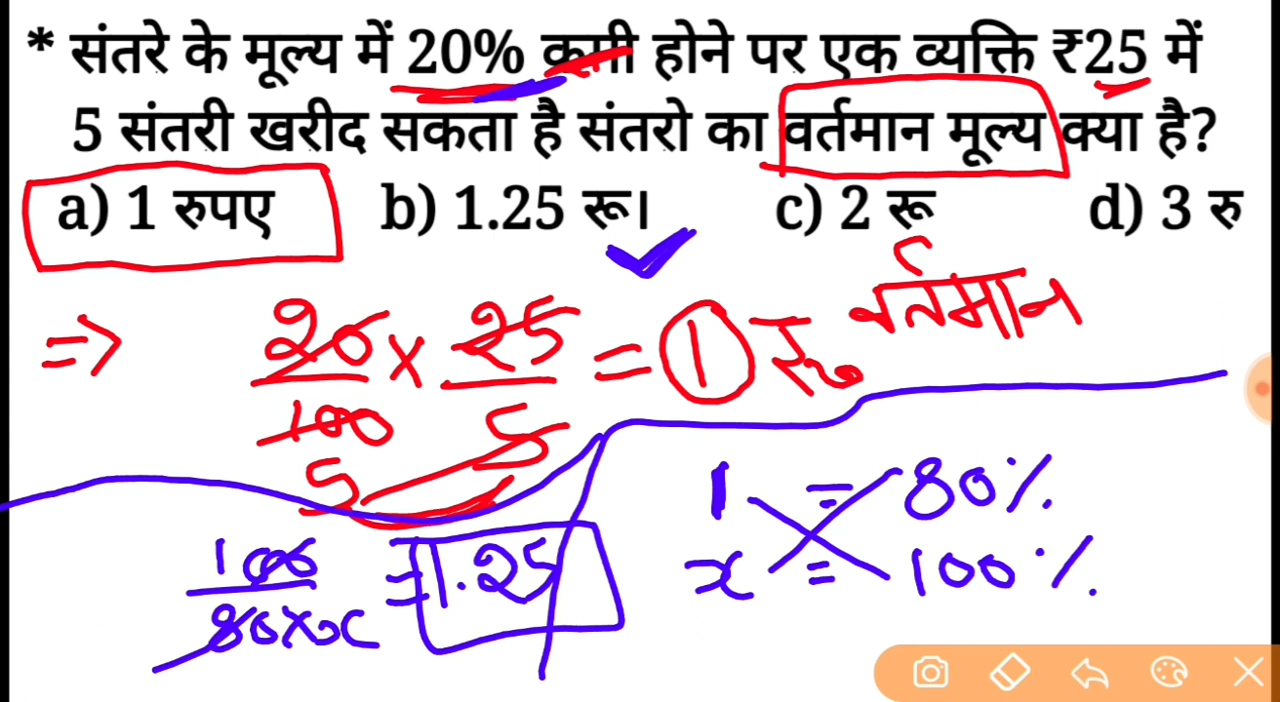 * संतरे के मूल्य में 20% कमी होने पर एक व्यक्ति ₹25 में
5 संतरी खरीद सकता है संतरो का वर्तमान मूल्य क्या है?
a) 1 रुपए b) 1.25 रू। c) 2 रू d) 3 रु
=> 20/100 × 25/5 = 1 रू वर्तमान
5
1 = 80%
x = 100%
100/80×x = 1.25